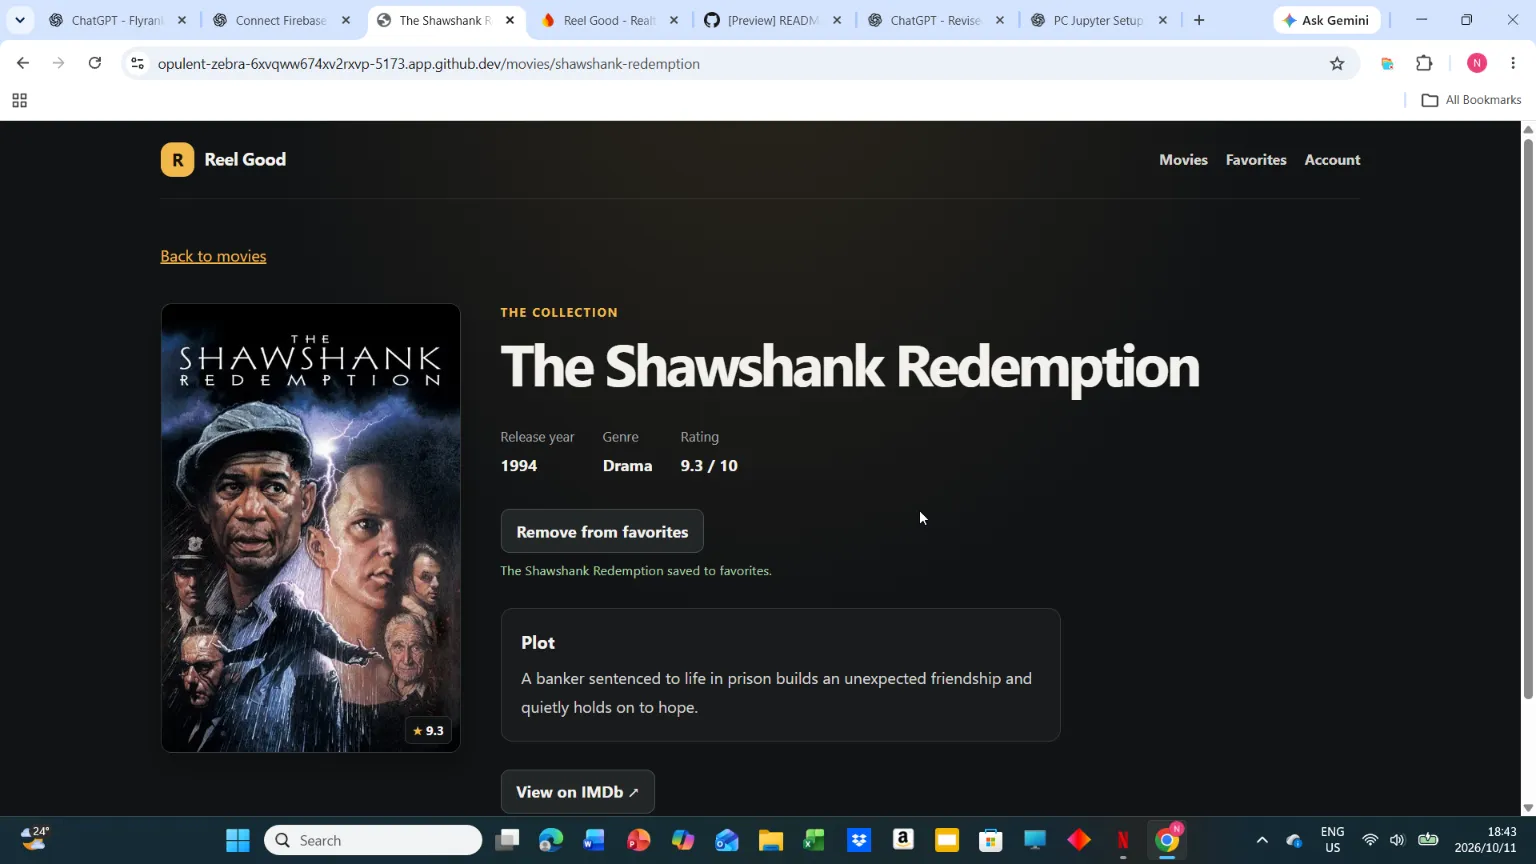 ChatGPT - Flyran
Connect Firebase
The Shawshank R
Reel Good - Realt
[Preview] READM
ChatGPT - Revise
PC Jupyter Setup
Ask Gemini
opulent-zebra-6xvqww674xv2rxvp-5173.app.github.dev/movies/shawshank-redemption
N
All Bookmarks
R
Reel Good
Movies
Favorites
Account
Back to movies
THE
SHAWSHANK
REDEMPTION
★ 9.3
THE COLLECTION
The Shawshank Redemption
Release year
Genre
Rating
1994
Drama
9.3 / 10
Remove from favorites
The Shawshank Redemption saved to favorites.
Plot
A banker sentenced to life in prison builds an unexpected friendship and
quietly holds on to hope.
View on IMDb ↗
24°
Search
ENG
US
18:43
2026/10/11